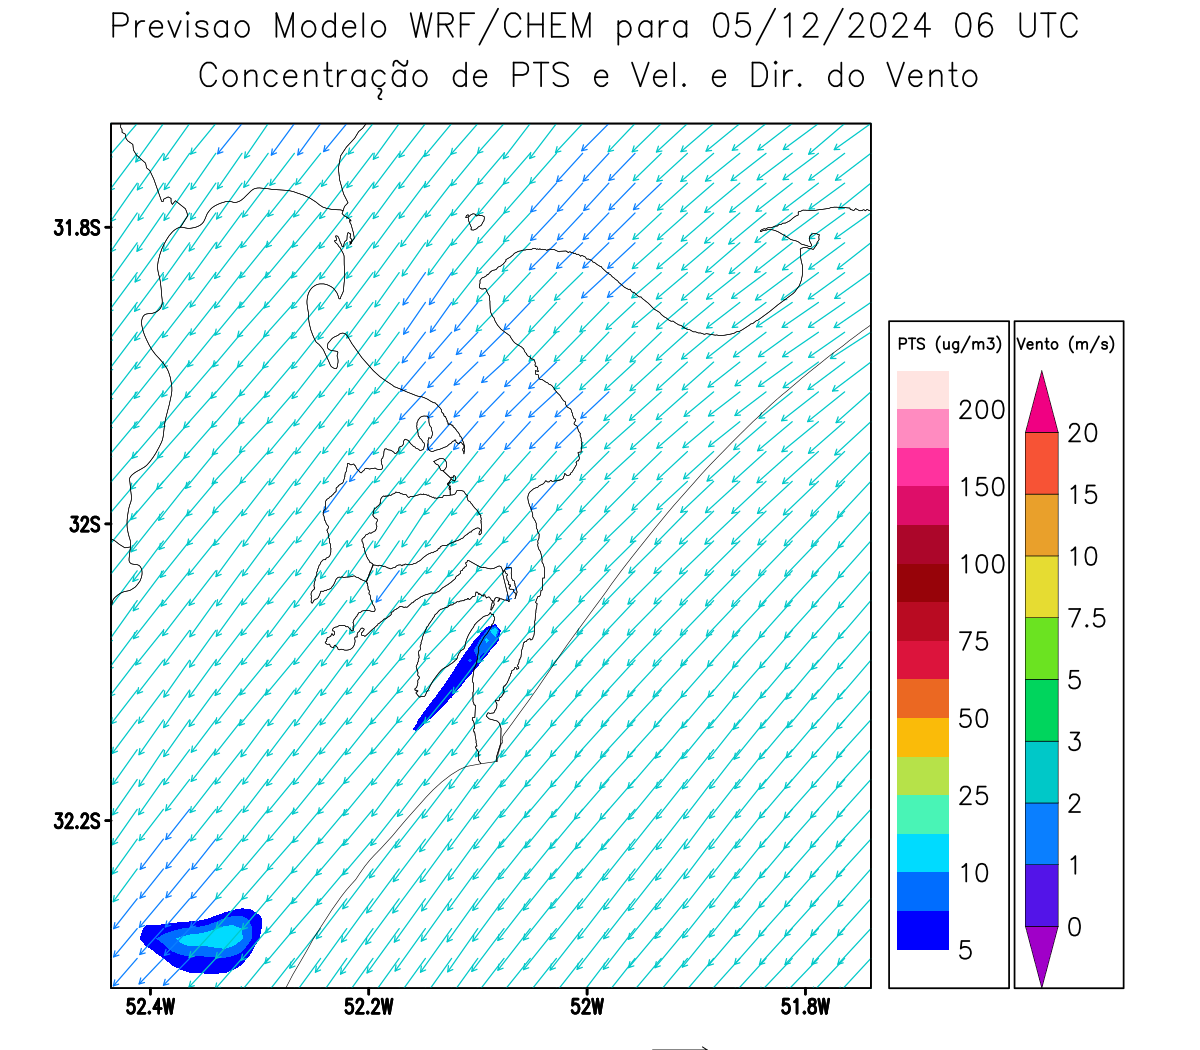 Previsao Modelo WRF/CHEM para 05/12/2024 06 UTC
Concentração de PTS e Vel. e Dir. do Vento
31.8S
32S
32.2S
52.4W 52.2W 52W 51.8W
PTS (ug/m3)
200
150
100
75
50
25
10
5
Vento (m/s)
20
15
10
7.5
5
3
2
1
0